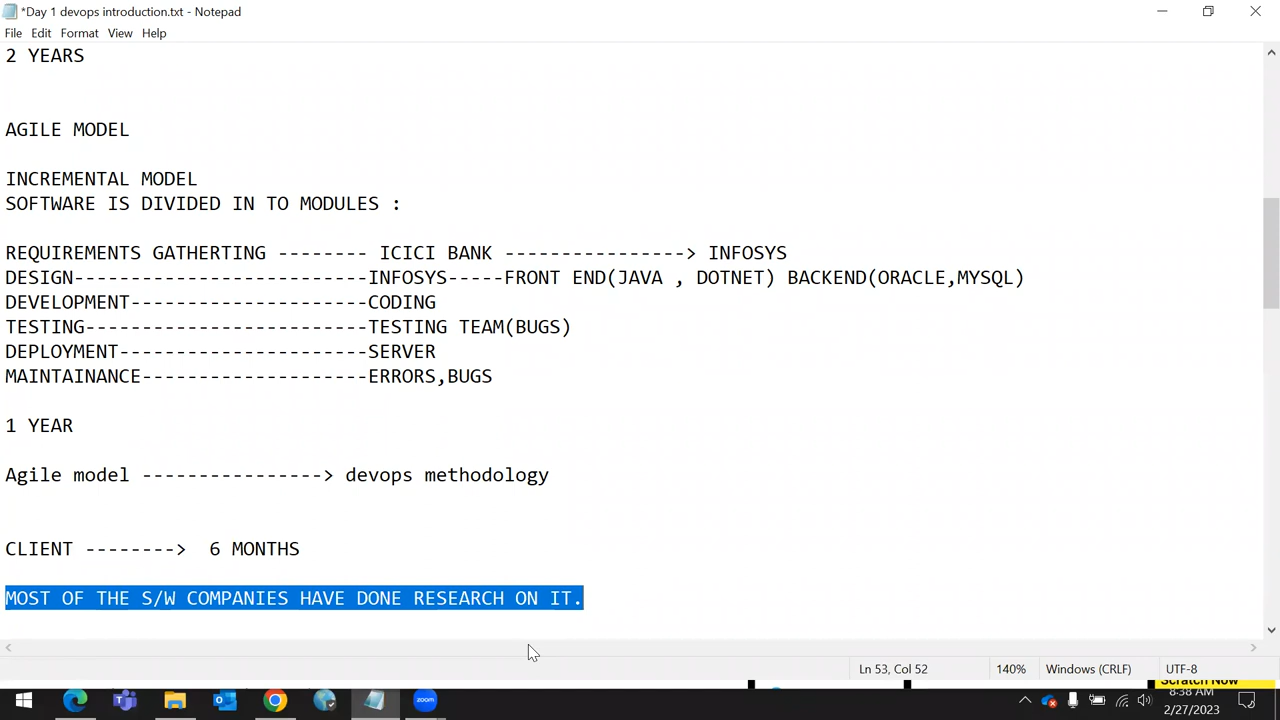 *Day 1 devops introduction.txt - Notepad
File Edit Format View Help
2 YEARS
AGILE MODEL
INCREMENTAL MODEL
SOFTWARE IS DIVIDED IN TO MODULES :
REQUIREMENTS GATHERTING -------- ICICI BANK ----------------> INFOSYS
DESIGN--------------------------INFOSYS-----FRONT END(JAVA , DOTNET) BACKEND(ORACLE,MYSQL)
DEVELOPMENT---------------------CODING
TESTING-------------------------TESTING TEAM(BUGS)
DEPLOYMENT----------------------SERVER
MAINTAINANCE--------------------ERRORS,BUGS
1 YEAR
Agile model ----------------> devops methodology
CLIENT -------->  6 MONTHS
MOST OF THE S/W COMPANIES HAVE DONE RESEARCH ON IT.
Ln 53, Col 52 140% Windows (CRLF) UTF-8
Scratch Now
zoom
8:38 AM
2/27/2023